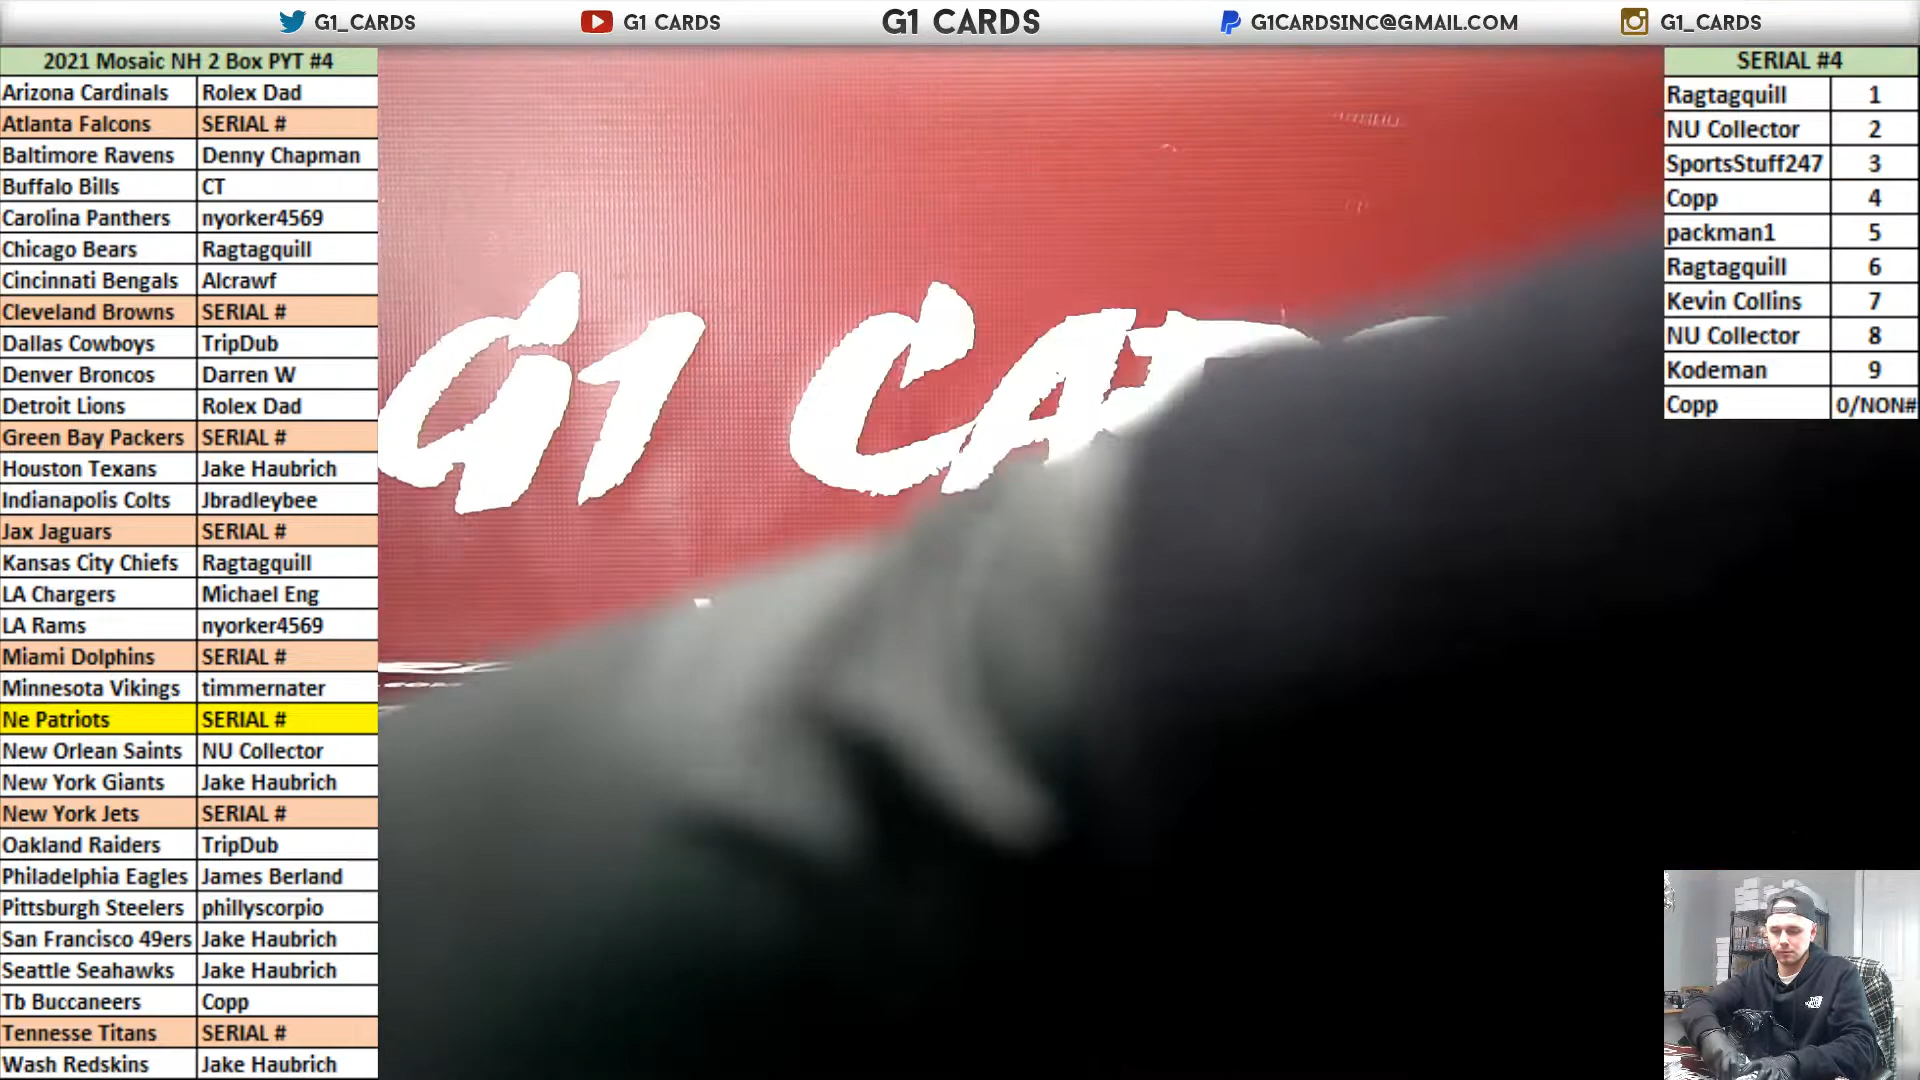 G1_CARDS G1 CARDS G1 CARDS G1CARDSINC@GMAIL.COM G1_CARDS
2021 Mosaic NH 2 Box PYT #4
Arizona Cardinals Rolex Dad
Atlanta Falcons SERIAL #
Baltimore Ravens Denny Chapman
Buffalo Bills CT
Carolina Panthers nyorker4569
Chicago Bears Ragtagquill
Cincinnati Bengals Alcrawf
Cleveland Browns SERIAL #
Dallas Cowboys TripDub
Denver Broncos Darren W
Detroit Lions Rolex Dad
Green Bay Packers SERIAL #
Houston Texans Jake Haubrich
Indianapolis Colts Jbradleybee
Jax Jaguars SERIAL #
Kansas City Chiefs Ragtagquill
LA Chargers Michael Eng
LA Rams nyorker4569
Miami Dolphins SERIAL #
Minnesota Vikings timmernater
Ne Patriots SERIAL #
New Orlean Saints NU Collector
New York Giants Jake Haubrich
New York Jets SERIAL #
Oakland Raiders TripDub
Philadelphia Eagles James Berland
Pittsburgh Steelers phillyscorpio
San Francisco 49ers Jake Haubrich
Seattle Seahawks Jake Haubrich
Tb Buccaneers Copp
Tennesse Titans SERIAL #
Wash Redskins Jake Haubrich
G1 CA
SERIAL #4
Ragtagquill 1
NU Collector 2
SportsStuff247 3
Copp 4
packman1 5
Ragtagquill 6
Kevin Collins 7
NU Collector 8
Kodeman 9
Copp 0/NON#